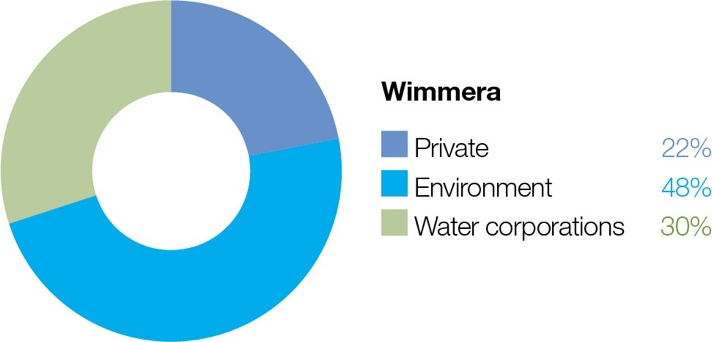 Wimmera
Private 22%
Environment 48%
Water corporations 30%